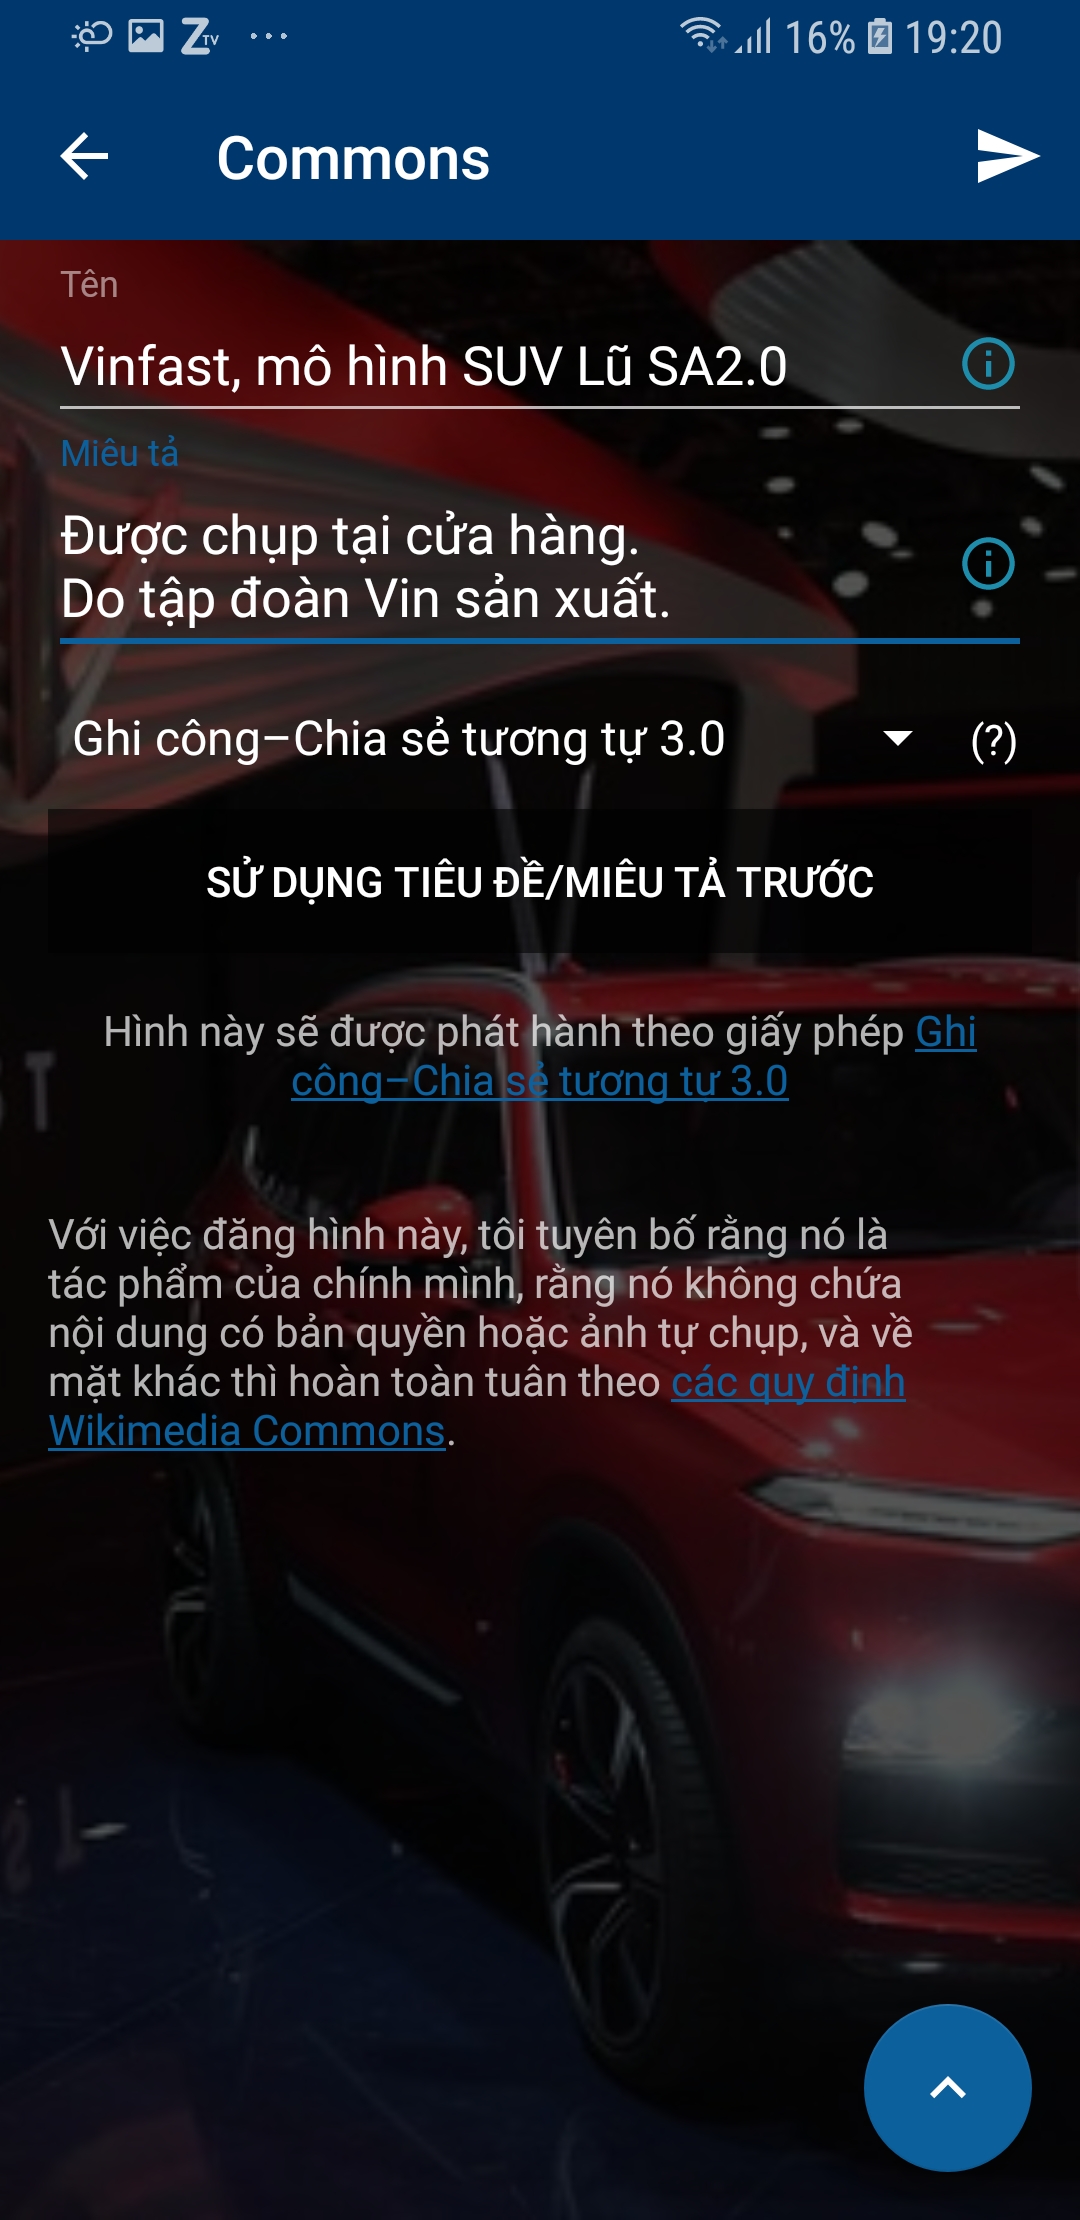 ZTV ... 16% 19:20
Commons
Tên
Vinfast, mô hình SUV Lũ SA2.0
Miêu tả
Được chụp tại cửa hàng.
Do tập đoàn Vin sản xuất.
Ghi công–Chia sẻ tương tự 3.0 (?)
SỬ DỤNG TIÊU ĐỀ/MIÊU TẢ TRƯỚC
Hình này sẽ được phát hành theo giấy phép Ghi
công–Chia sẻ tương tự 3.0
T
Với việc đăng hình này, tôi tuyên bố rằng nó là
tác phẩm của chính mình, rằng nó không chứa
nội dung có bản quyền hoặc ảnh tự chụp, và về
mặt khác thì hoàn toàn tuân theo các quy định
Wikimedia Commons.